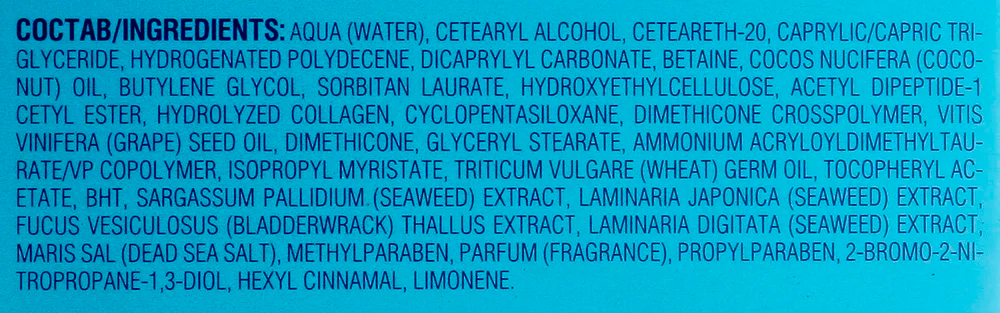 СОСТАВ/INGREDIENTS: AQUA (WATER), CETEARYL ALCOHOL, CETEARETH-20, CAPRYLIC/CAPRIC TRI-
GLYCERIDE, HYDROGENATED POLYDECENE, DICAPRYLYL CARBONATE, BETAINE, COCOS NUCIFERA (COCO-
NUT) OIL, BUTYLENE GLYCOL, SORBITAN LAURATE, HYDROXYETHYLCELLULOSE, ACETYL DIPEPTIDE-1
CETYL ESTER, HYDROLYZED COLLAGEN, CYCLOPENTASILOXANE, DIMETHICONE CROSSPOLYMER, VITIS
VINIFERA (GRAPE) SEED OIL, DIMETHICONE, GLYCERYL STEARATE, AMMONIUM ACRYLOYLDIMETHYLTAU-
RATE/VP COPOLYMER, ISOPROPYL MYRISTATE, TRITICUM VULGARE (WHEAT) GERM OIL, TOCOPHERYL AC-
ETATE, BHT, SARGASSUM PALLIDIUM (SEAWEED) EXTRACT, LAMINARIA JAPONICA (SEAWEED) EXTRACT,
FUCUS VESICULOSUS (BLADDERWRACK) THALLUS EXTRACT, LAMINARIA DIGITATA (SEAWEED) EXTRACT,
MARIS SAL (DEAD SEA SALT), METHYLPARABEN, PARFUM (FRAGRANCE), PROPYLPARABEN, 2-BROMO-2-NI-
TROPROPANE-1,3-DIOL, HEXYL CINNAMAL, LIMONENE.